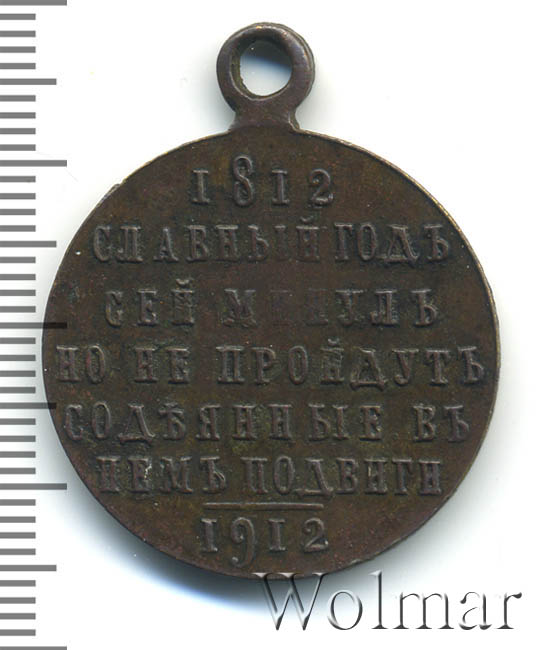 1812
СЛАВНЫЙ ГОДЪ
СЕЙ МИНУЛЪ
НО НЕ ПРОЙДУТЪ
СОДѢЯННЫЕ ВЪ
НЕМЪ ПОДВИГИ
1912
Wolmar